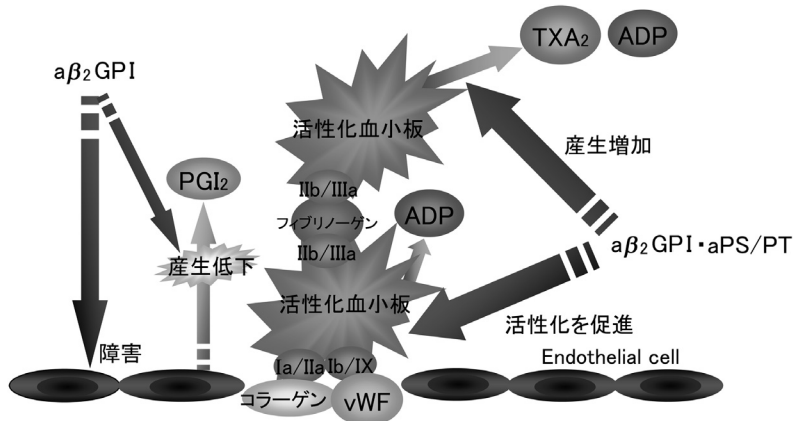 TXA₂
ADP
aβ₂GPI
活性化血小板
産生増加
PGI₂
IIb/IIIa
フィブリノーゲン
ADP
IIb/IIIa
aβ₂GPI・aPS/PT
産生低下
活性化血小板
活性化を促進
障害
Endothelial cell
Ia/IIa
Ib/IX
コラーゲン
vWF